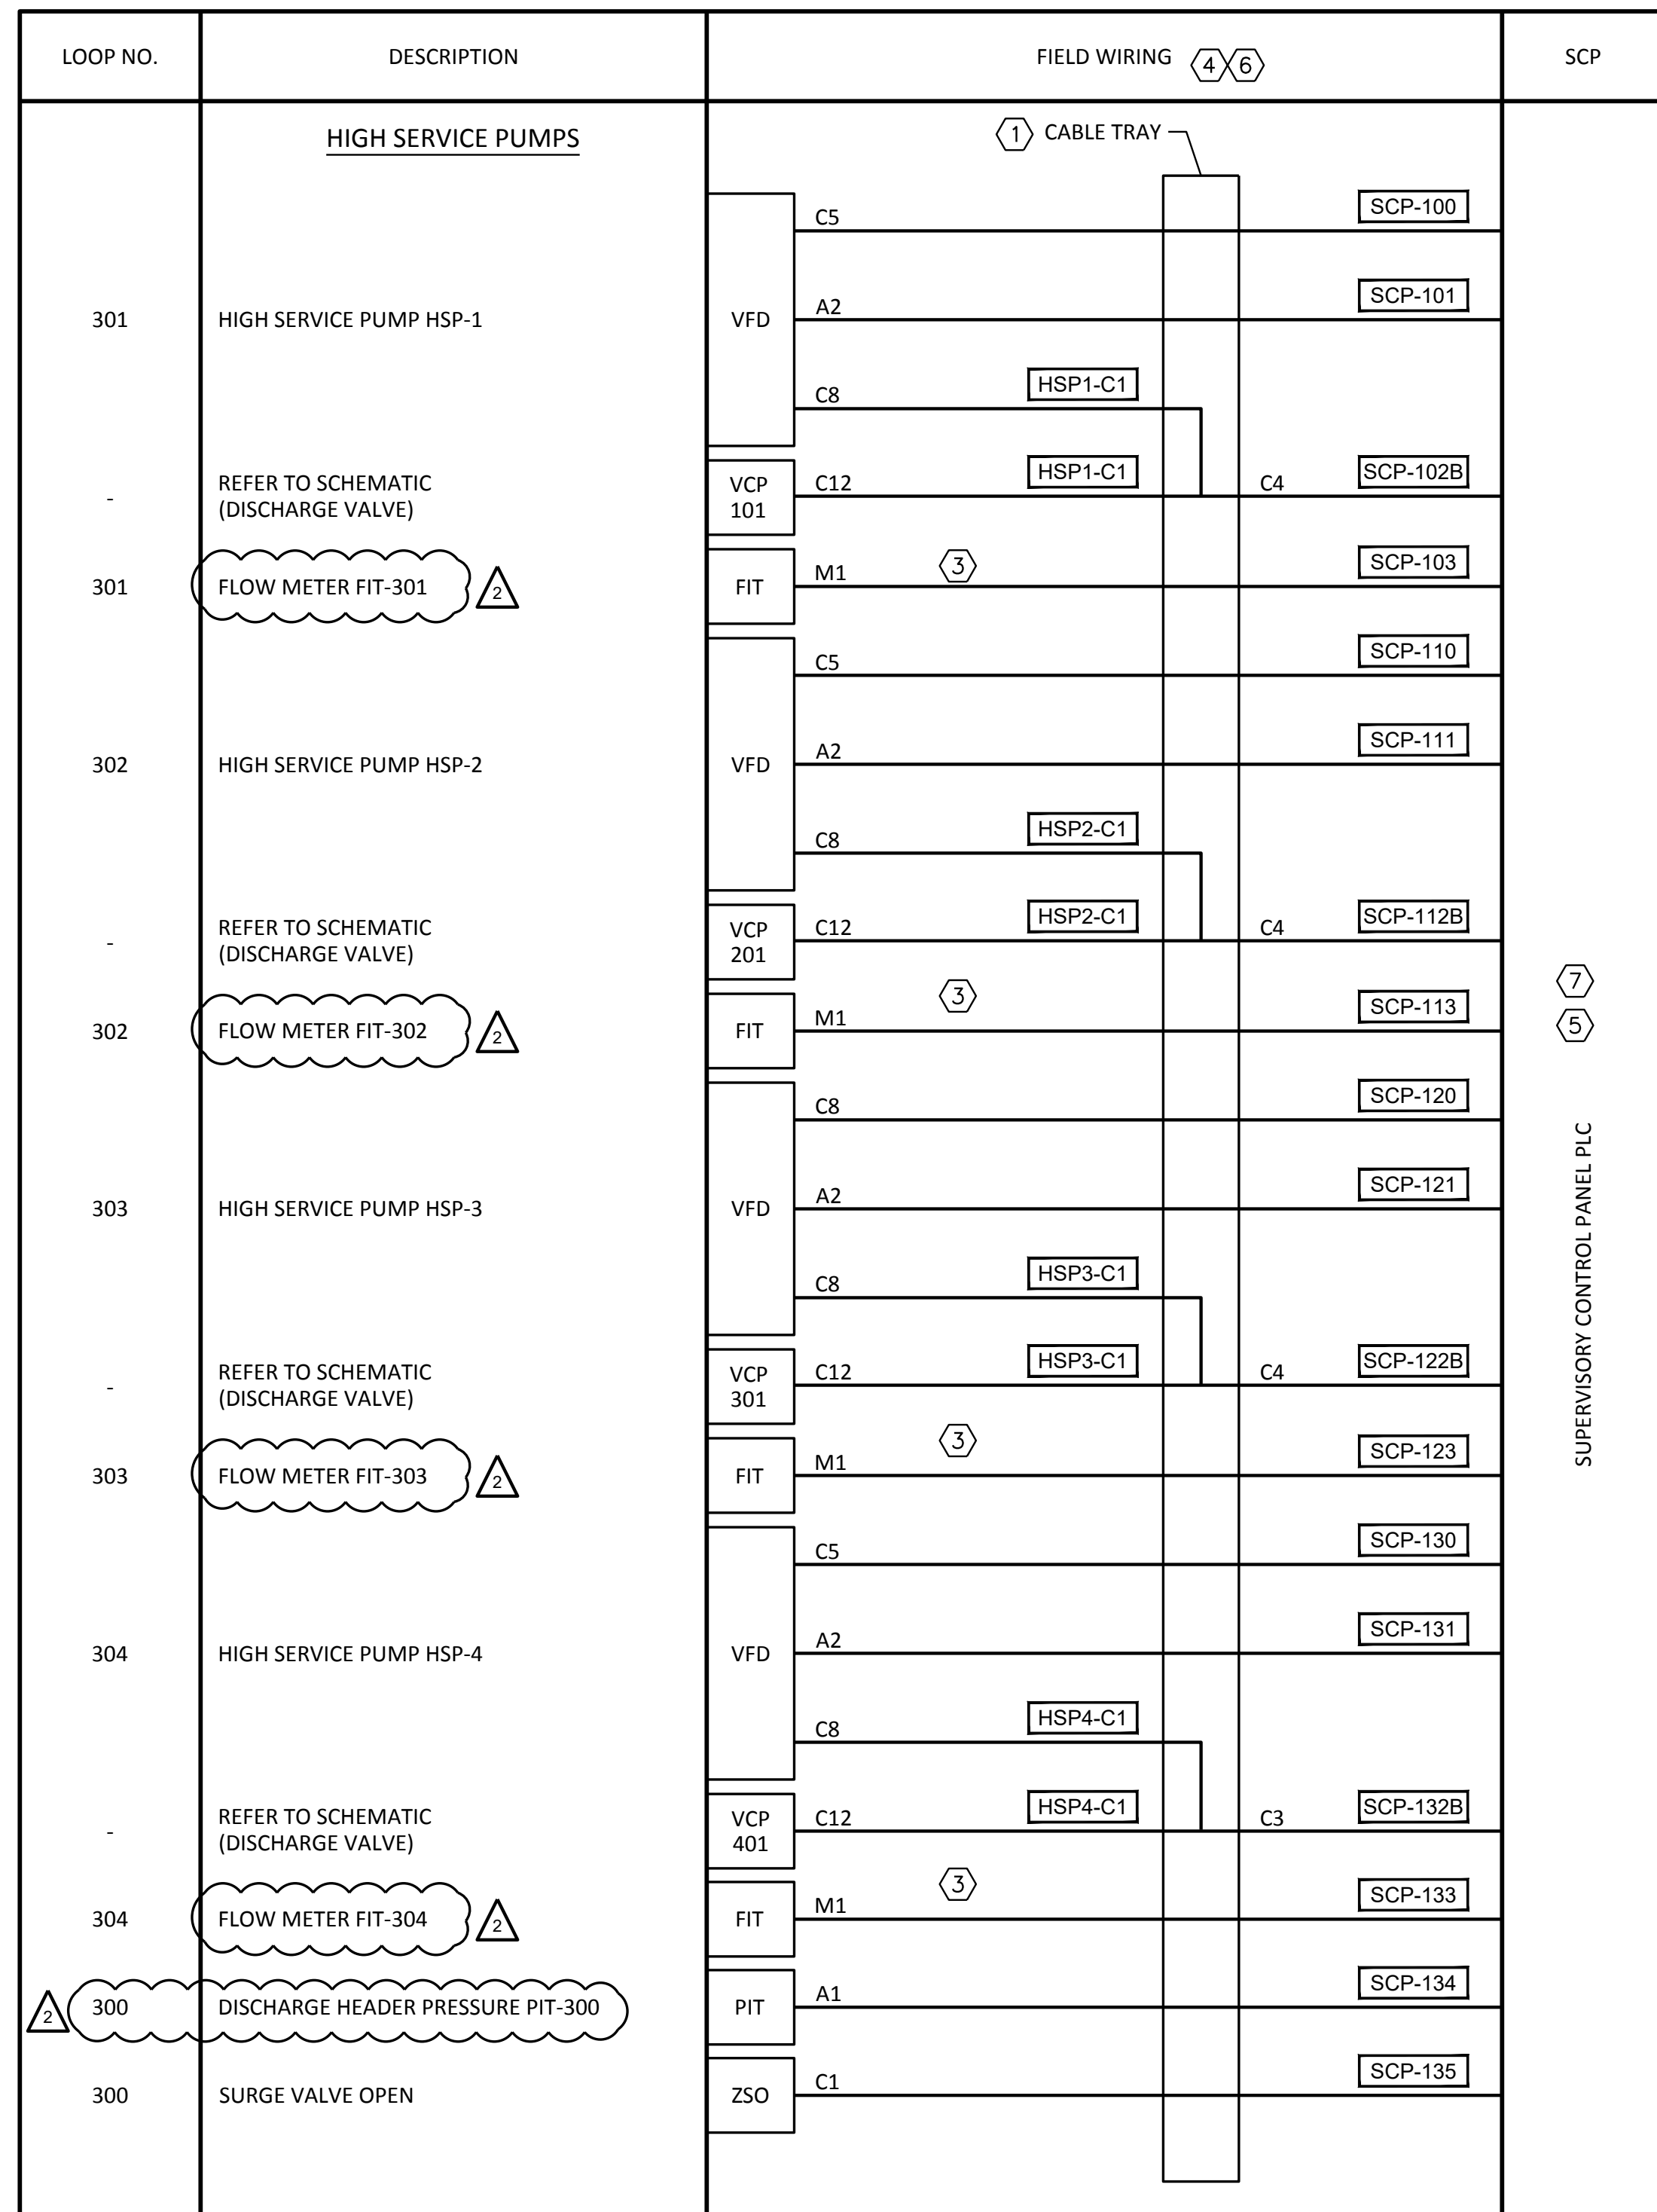 LOOP NO.
DESCRIPTION
FIELD WIRING 4 6
SCP
HIGH SERVICE PUMPS
1 CABLE TRAY
C5 SCP-100
A2 SCP-101
301 HIGH SERVICE PUMP HSP-1 VFD
C8 HSP1-C1
-
REFER TO SCHEMATIC
(DISCHARGE VALVE)
VCP
101
C12 HSP1-C1 C4 SCP-102B
301 FLOW METER FIT-301 2 FIT M1 3 SCP-103
C5 SCP-110
A2 SCP-111
302 HIGH SERVICE PUMP HSP-2 VFD
C8 HSP2-C1
-
REFER TO SCHEMATIC
(DISCHARGE VALVE)
VCP
201
C12 HSP2-C1 C4 SCP-112B
302 FLOW METER FIT-302 2 FIT M1 3 SCP-113
7
5
SUPERVISORY CONTROL PANEL PLC
C8 SCP-120
A2 SCP-121
303 HIGH SERVICE PUMP HSP-3 VFD
C8 HSP3-C1
-
REFER TO SCHEMATIC
(DISCHARGE VALVE)
VCP
301
C12 HSP3-C1 C4 SCP-122B
303 FLOW METER FIT-303 2 FIT M1 3 SCP-123
C5 SCP-130
A2 SCP-131
304 HIGH SERVICE PUMP HSP-4 VFD
C8 HSP4-C1
-
REFER TO SCHEMATIC
(DISCHARGE VALVE)
VCP
401
C12 HSP4-C1 C3 SCP-132B
304 FLOW METER FIT-304 2 FIT M1 3 SCP-133
2 300 DISCHARGE HEADER PRESSURE PIT-300 PIT A1 SCP-134
300 SURGE VALVE OPEN ZSO C1 SCP-135